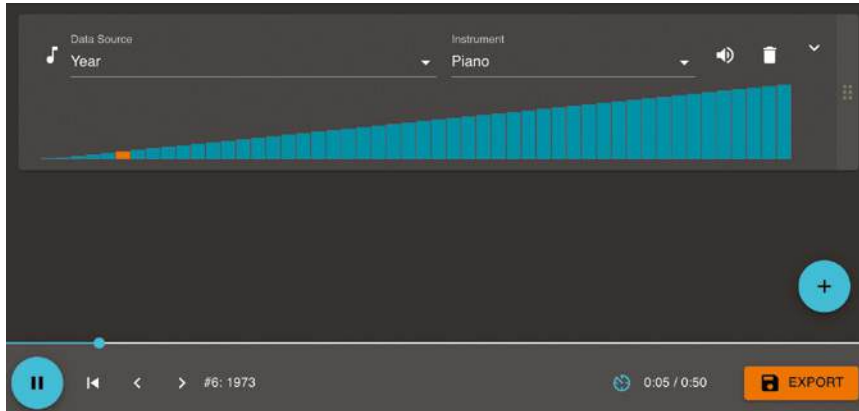 Data Source
Year
Instrument
Piano
#6: 1973
0:05 / 0:50
EXPORT